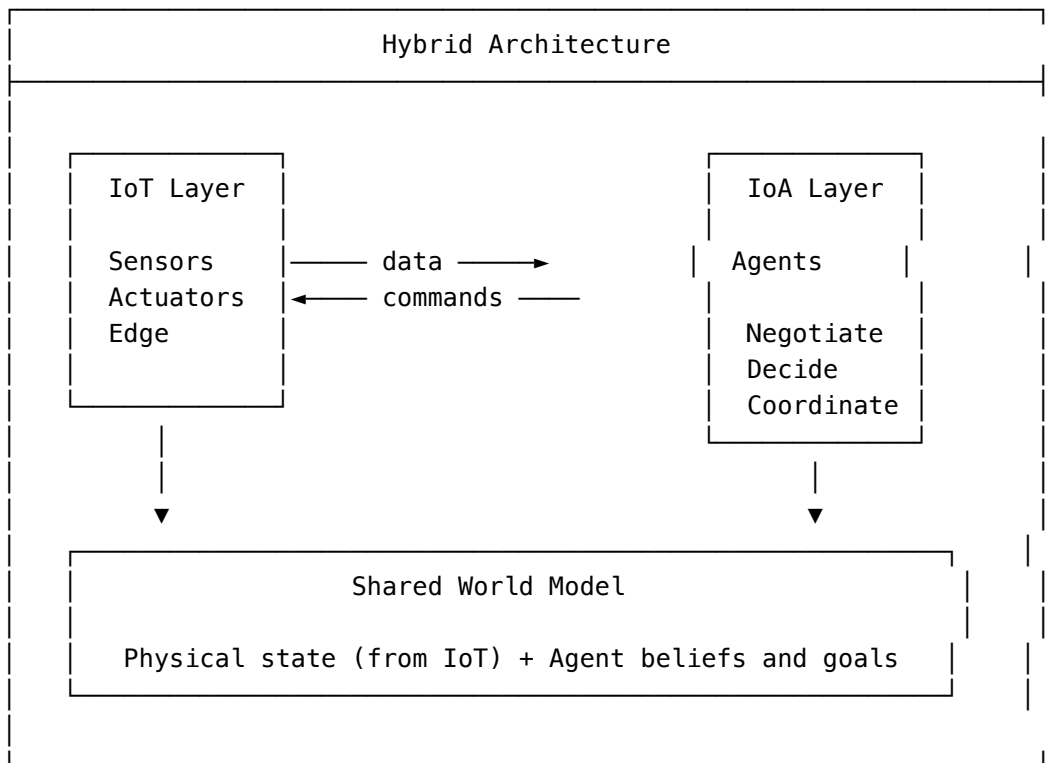 Hybrid Architecture
IoT Layer
Sensors
Actuators
Edge
data
commands
IoA Layer
Agents
Negotiate
Decide
Coordinate
Shared World Model
Physical state (from IoT) + Agent beliefs and goals